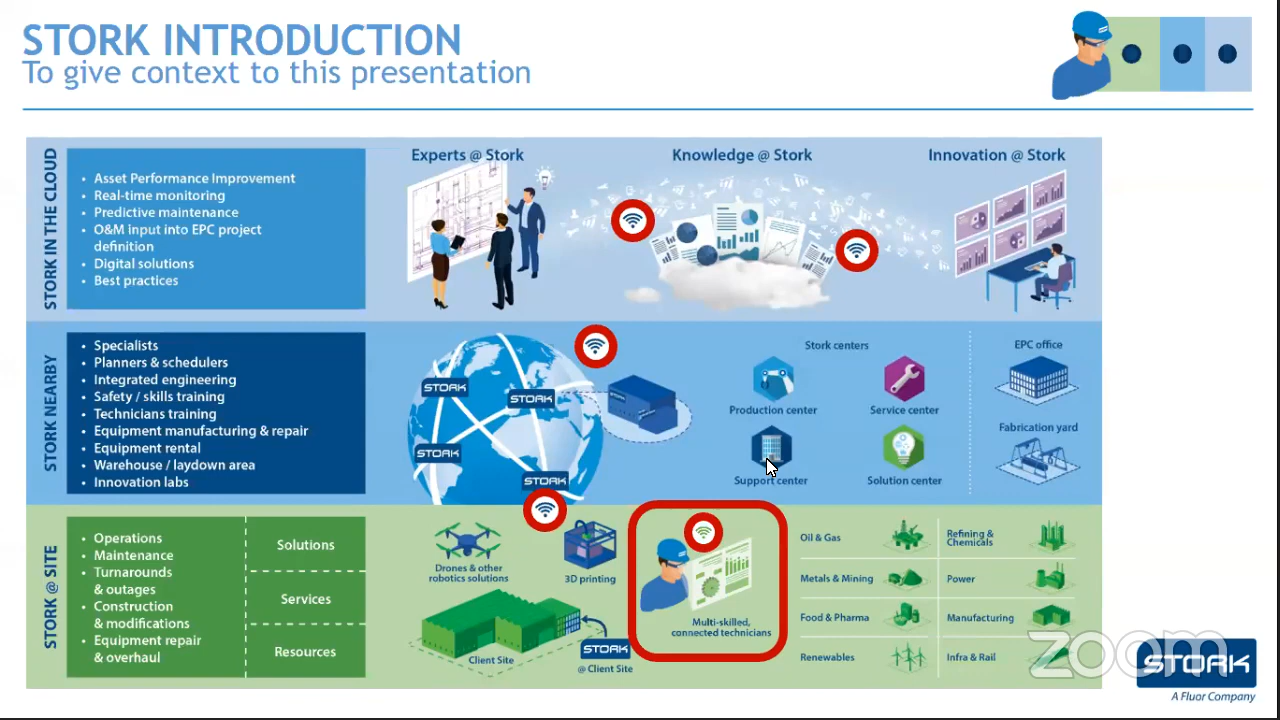 STORK INTRODUCTION
To give context to this presentation
STORK IN THE CLOUD
• Asset Performance Improvement
• Real-time monitoring
• Predictive maintenance
• O&M input into EPC project
definition
• Digital solutions
• Best practices
Experts @ Stork
Knowledge @ Stork
Innovation @ Stork
STORK NEARBY
• Specialists
• Planners & schedulers
• Integrated engineering
• Safety / skills training
• Technicians training
• Equipment manufacturing & repair
• Equipment rental
• Warehouse / laydown area
• Innovation labs
STORK
STORK
STORK
STORK
Stork centers
Production center
Service center
Support center
Solution center
EPC office
Fabrication yard
STORK @ SITE
• Operations
• Maintenance
• Turnarounds
& outages
• Construction
& modifications
• Equipment repair
& overhaul
Solutions
Services
Resources
Drones & other
robotics solutions
3D printing
Client Site
STORK
@ Client Site
Multi-skilled,
connected technicians
Oil & Gas
Refining &
Chemicals
Metals & Mining
Power
Food & Pharma
Manufacturing
Renewables
Infra & Rail
zoom
STORK
A Fluor Company